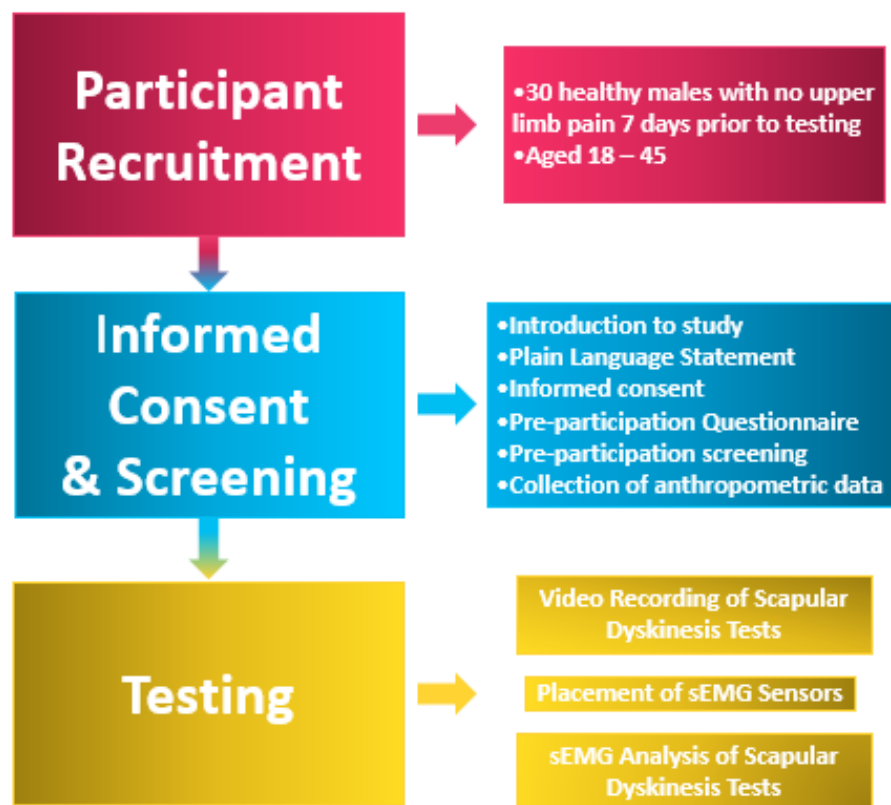 Participant
Recruitment
•30 healthy males with no upper
limb pain 7 days prior to testing
•Aged 18 – 45
Informed
Consent
& Screening
•Introduction to study
•Plain Language Statement
•Informed consent
•Pre-participation Questionnaire
•Pre-participation screening
•Collection of anthropometric data
Testing
Video Recording of Scapular
Dyskinesis Tests
Placement of sEMG Sensors
sEMG Analysis of Scapular
Dyskinesis Tests